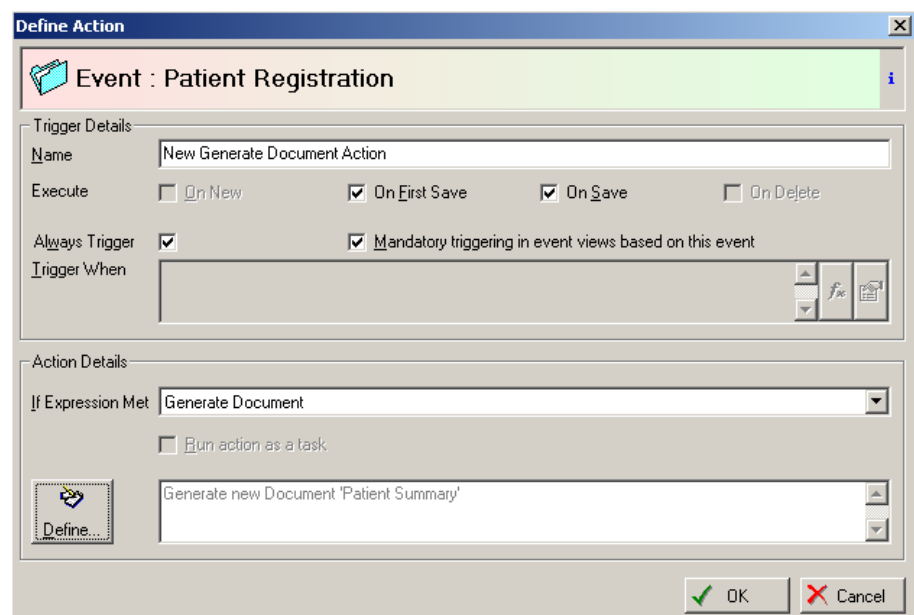 Define Action
Event : Patient Registration
i
Trigger Details
Name New Generate Document Action
Execute On New On First Save On Save On Delete
Always Trigger Mandatory triggering in event views based on this event
Trigger When
fx
Action Details
If Expression Met Generate Document
Run action as a task
Generate new Document 'Patient Summary'
Define...
OK Cancel